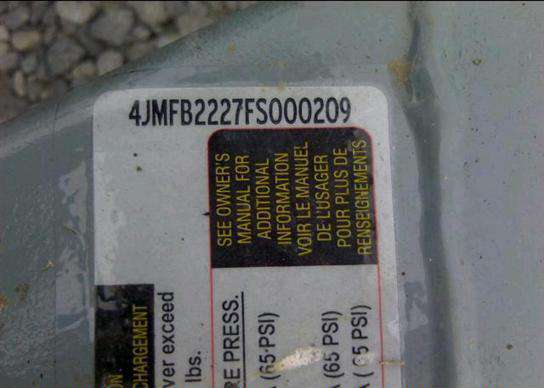 4JMFB2227FS000209
SEE OWNER'S
MANUAL FOR
ADDITIONAL
INFORMATION
VOIR LE MANUEL
DE L'USAGER
POUR PLUS DE
RENSEIGNEMENTS
ON
CHARGEMENT
ver exceed
lbs.
RE PRESS.
(65 PSI)
A ((65 PSI)
A ( 65 PSI)